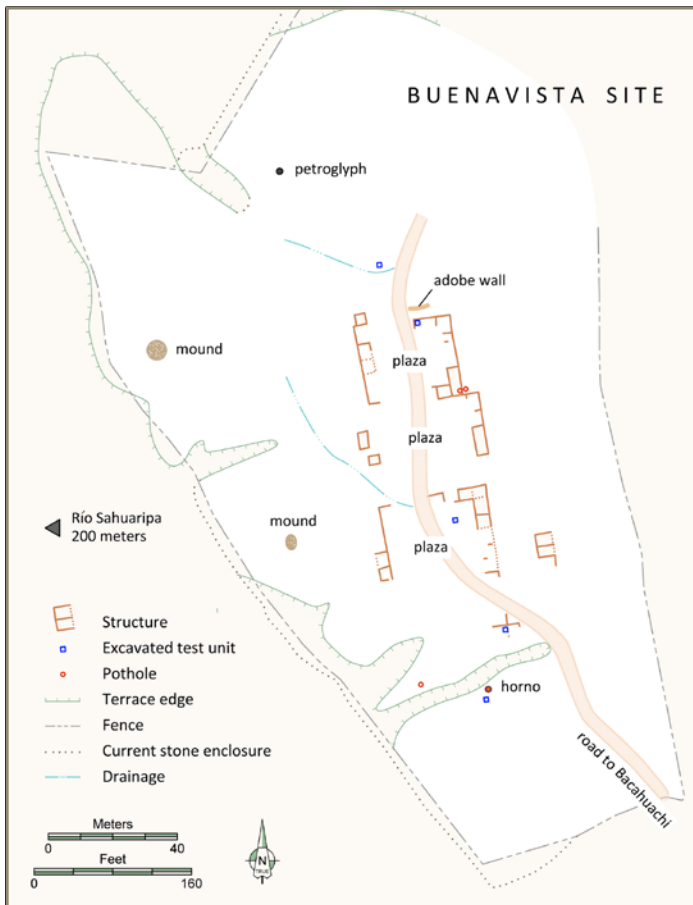 BUENAVISTA SITE
petroglyph
adobe wall
mound
plaza
plaza
Río Sahuaripa
200 meters
mound
plaza
Structure
Excavated test unit
Pothole
Terrace edge
Fence
Current stone enclosure
Drainage
horno
road to Bacahuachi
Meters
0 40
Feet
0 160
N
TRUE